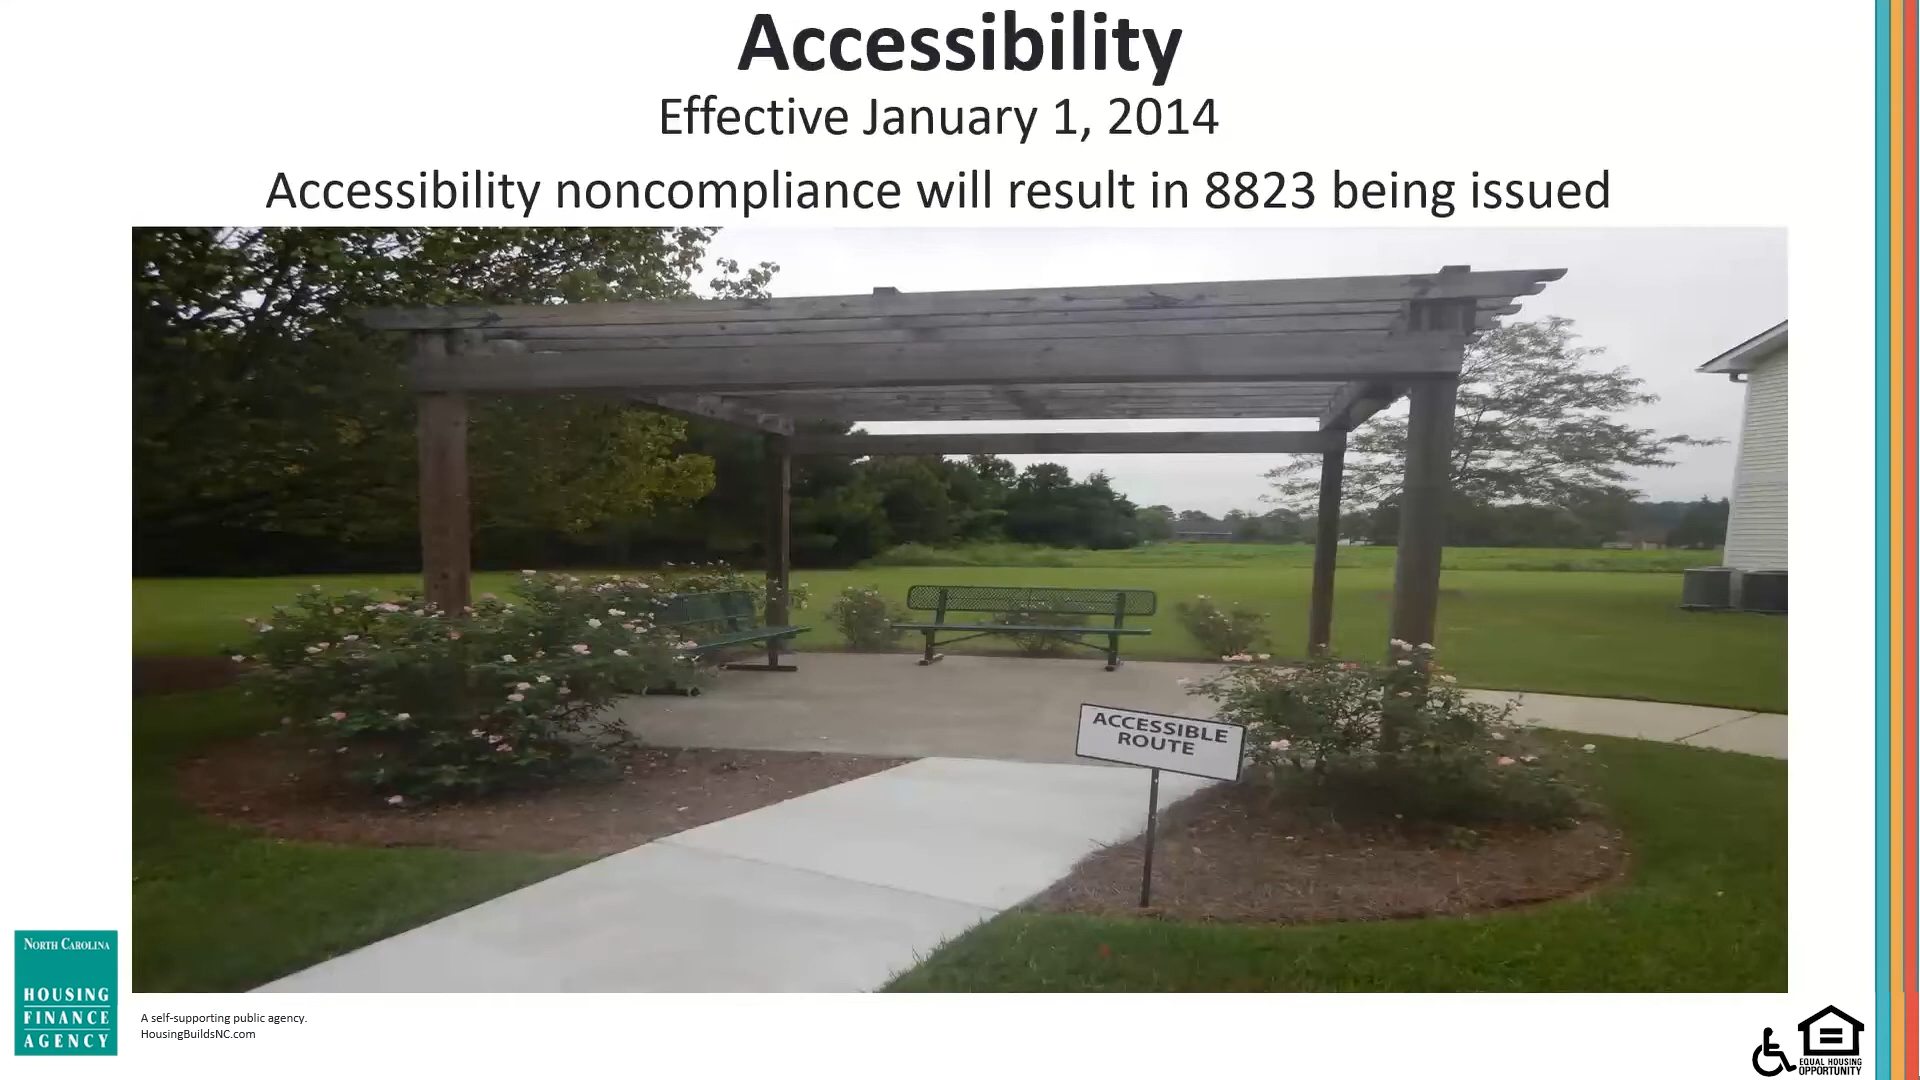 Accessibility
Effective January 1, 2014
Accessibility noncompliance will result in 8823 being issued
ACCESSIBLE
ROUTE
NORTH CAROLINA
HOUSING
FINANCE
AGENCY
A self-supporting public agency.
HousingBuildsNC.com
EQUAL HOUSING
OPPORTUNITY